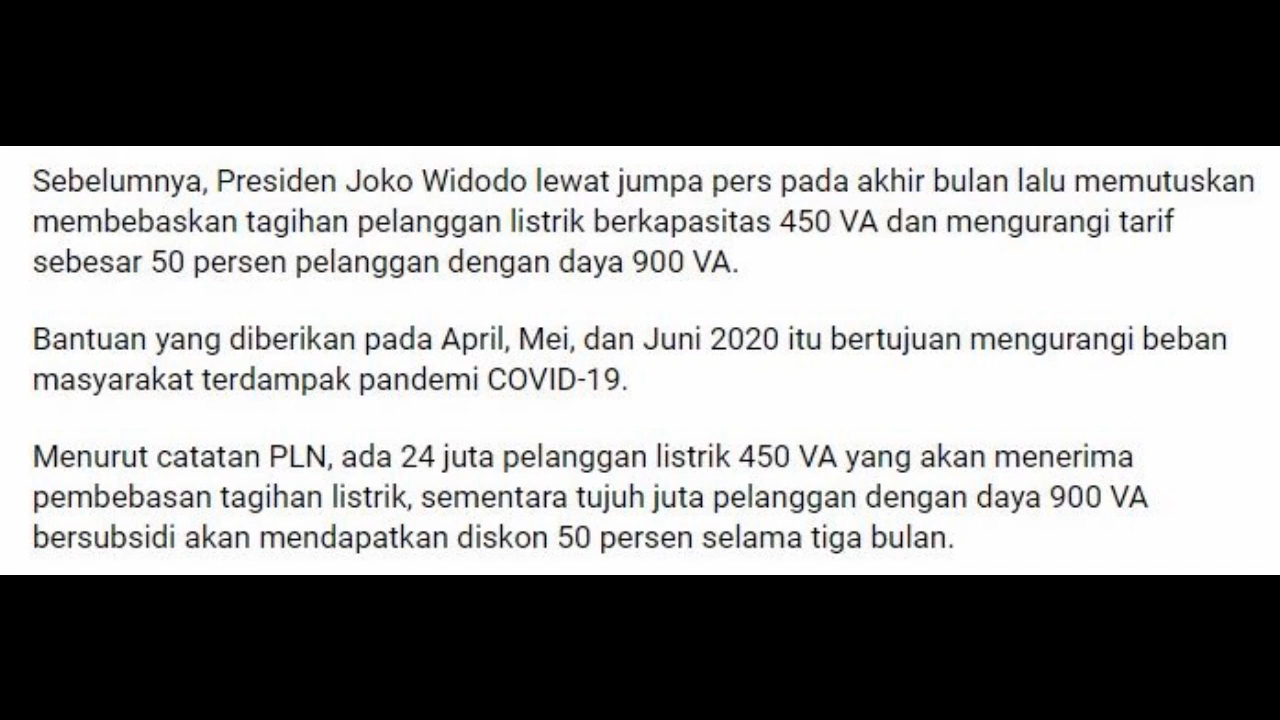 Sebelumnya, Presiden Joko Widodo lewat jumpa pers pada akhir bulan lalu memutuskan
membebaskan tagihan pelanggan listrik berkapasitas 450 VA dan mengurangi tarif
sebesar 50 persen pelanggan dengan daya 900 VA.
Bantuan yang diberikan pada April, Mei, dan Juni 2020 itu bertujuan mengurangi beban
masyarakat terdampak pandemi COVID-19.
Menurut catatan PLN, ada 24 juta pelanggan listrik 450 VA yang akan menerima
pembebasan tagihan listrik, sementara tujuh juta pelanggan dengan daya 900 VA
bersubsidi akan mendapatkan diskon 50 persen selama tiga bulan.